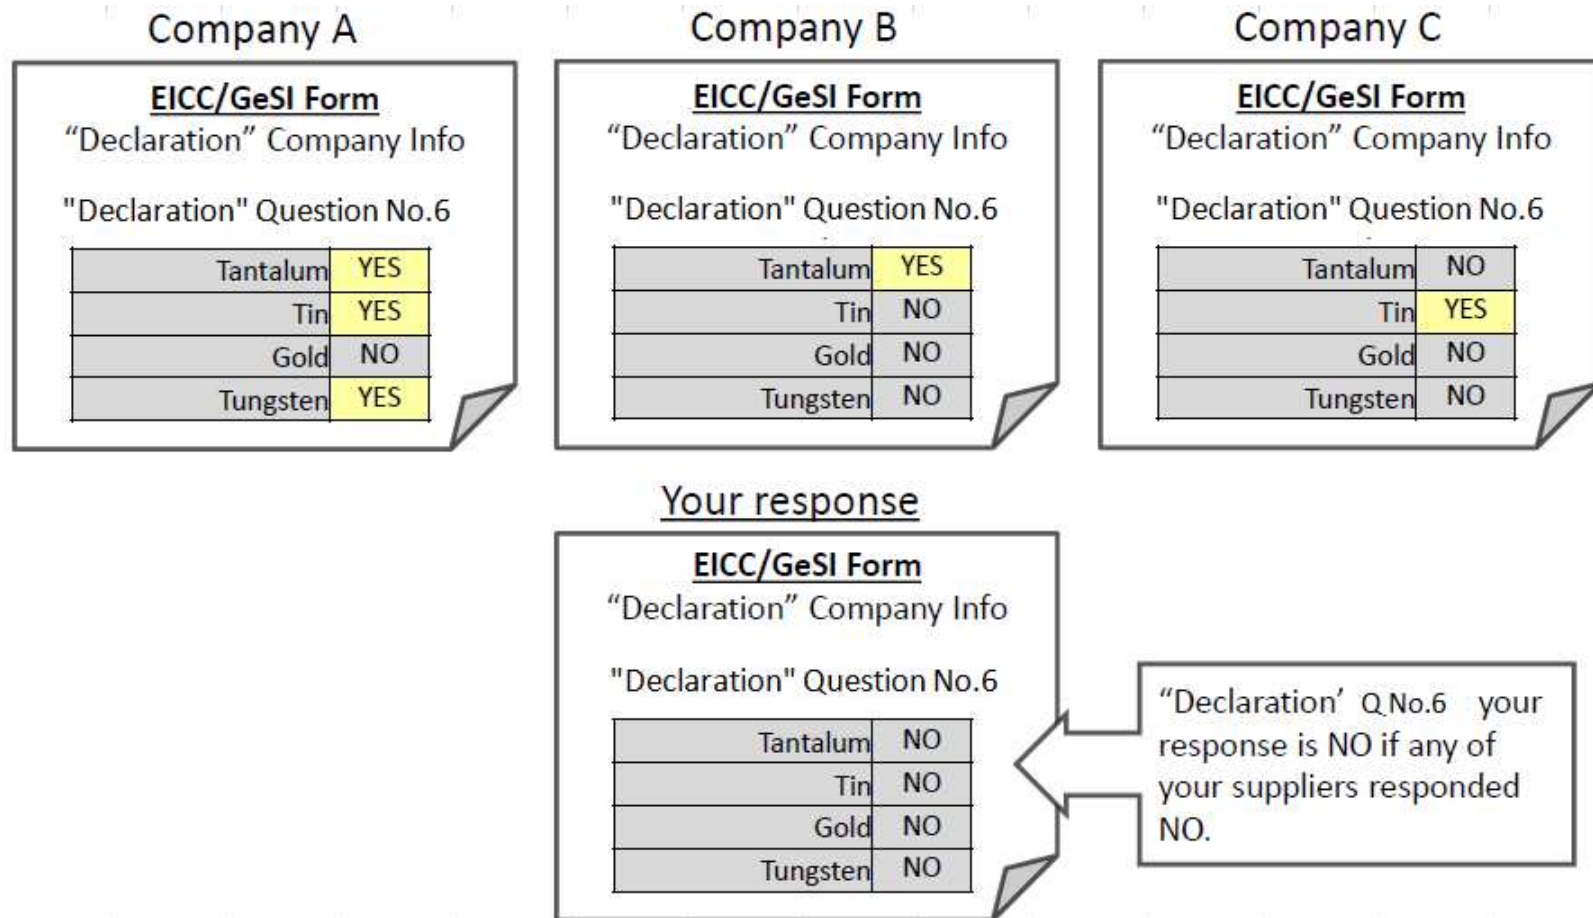 Company A
EICC/GeSI Form
“Declaration” Company Info
"Declaration" Question No.6
Tantalum YES
Tin YES
Gold NO
Tungsten YES
Company B
EICC/GeSI Form
“Declaration” Company Info
"Declaration" Question No.6
Tantalum YES
Tin NO
Gold NO
Tungsten NO
Company C
EICC/GeSI Form
“Declaration” Company Info
"Declaration" Question No.6
Tantalum NO
Tin YES
Gold NO
Tungsten NO
Your response
EICC/GeSI Form
“Declaration” Company Info
"Declaration" Question No.6
Tantalum NO
Tin NO
Gold NO
Tungsten NO
“Declaration’ Q.No.6 your
response is NO if any of
your suppliers responded
NO.